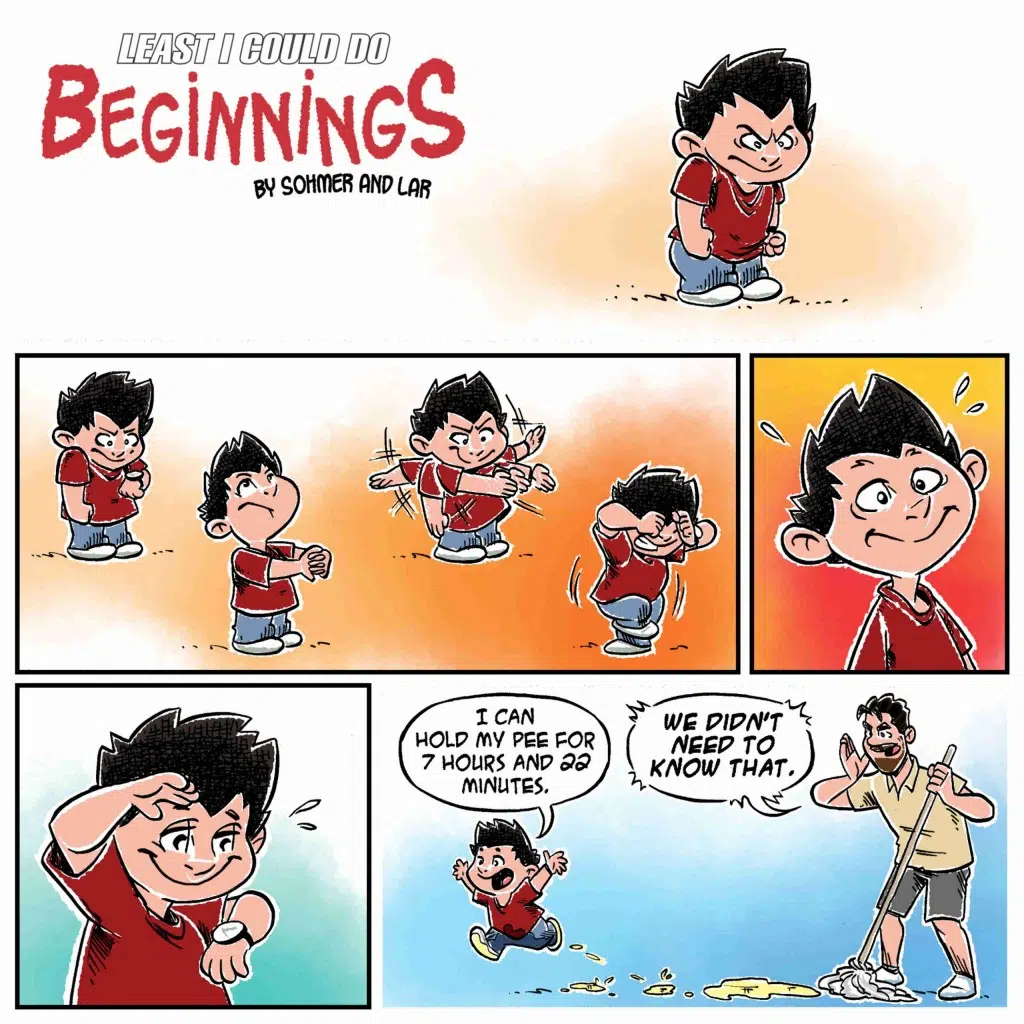 LEAST I COULD DO
BEGINNINGS
BY SOHMER AND LAR
I CAN
HOLD MY PEE FOR
7 HOURS AND 22
MINUTES.
WE DIDN'T
NEED TO
KNOW THAT.